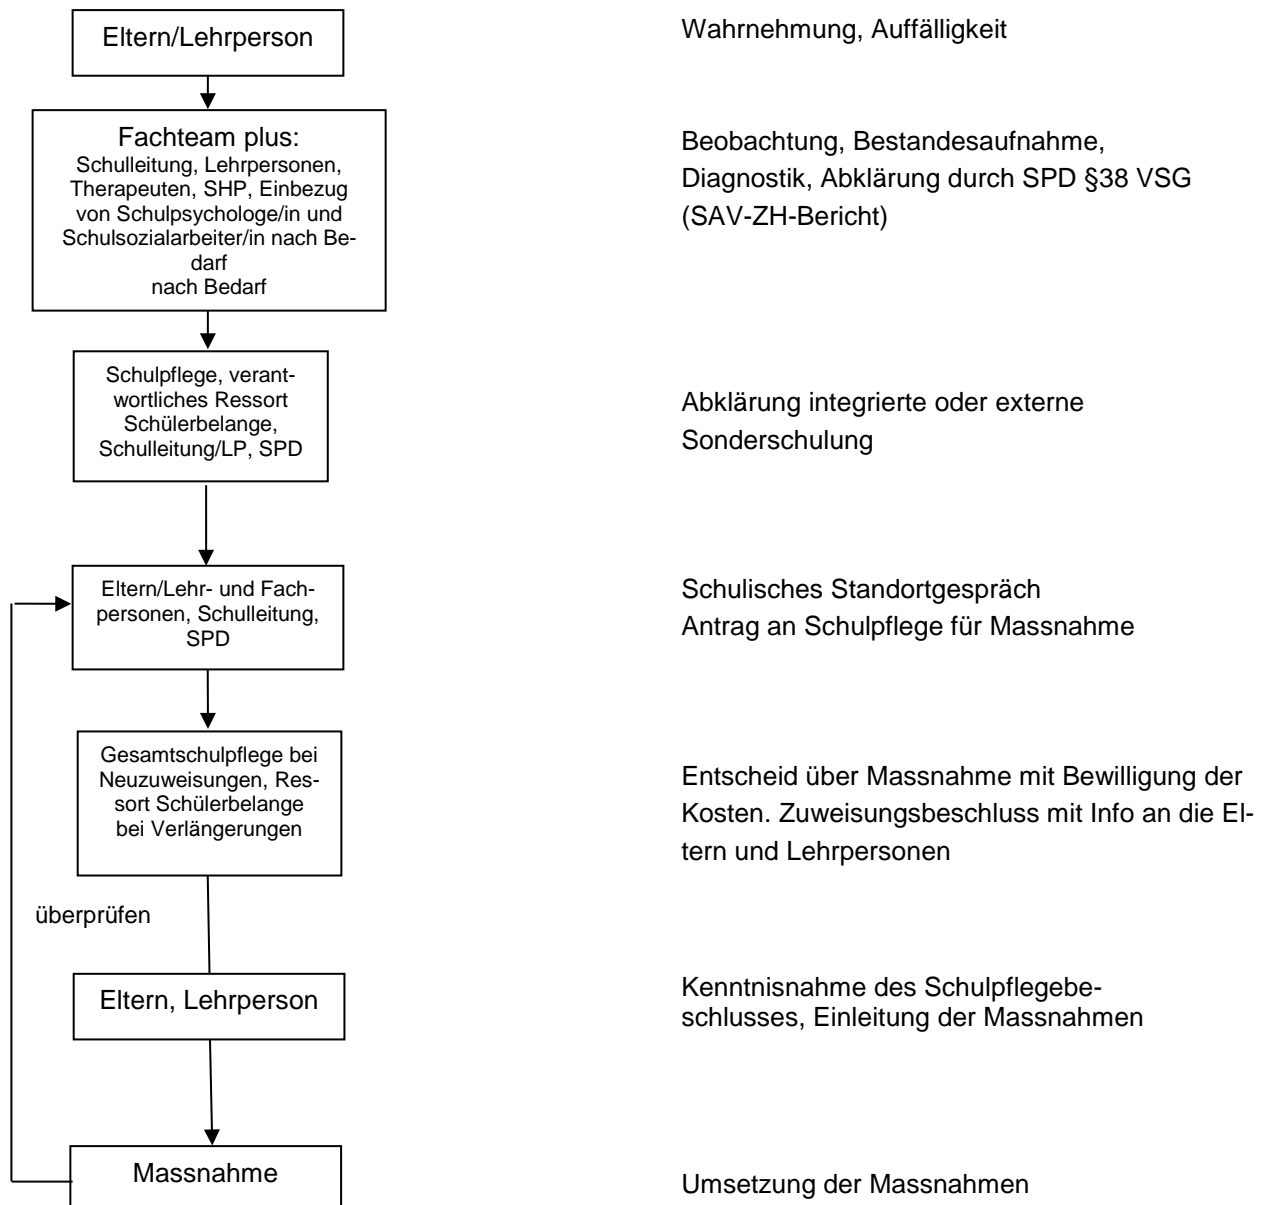 Eltern/Lehrperson
Wahrnehmung, Auffälligkeit
Fachteam plus:
Schulleitung, Lehrpersonen,
Therapeuten, SHP, Einbezug
von Schulpsychologe/in und
Schulsozialarbeiter/in nach Be-
darf
nach Bedarf
Beobachtung, Bestandesaufnahme,
Diagnostik, Abklärung durch SPD §38 VSG
(SAV-ZH-Bericht)
Schulpflege, verant-
wortliches Ressort
Schülerbelange,
Schulleitung/LP, SPD
Abklärung integrierte oder externe
Sonderschulung
Eltern/Lehr- und Fach-
personen, Schulleitung,
SPD
Schulisches Standortgespräch
Antrag an Schulpflege für Massnahme
Gesamtschulpflege bei
Neuzuweisungen, Res-
sort Schülerbelange
bei Verlängerungen
Entscheid über Massnahme mit Bewilligung der
Kosten. Zuweisungsbeschluss mit Info an die El-
tern und Lehrpersonen
überprüfen
Eltern, Lehrperson
Kenntnisnahme des Schulpflegebe-
schlusses, Einleitung der Massnahmen
Massnahme
Umsetzung der Massnahmen